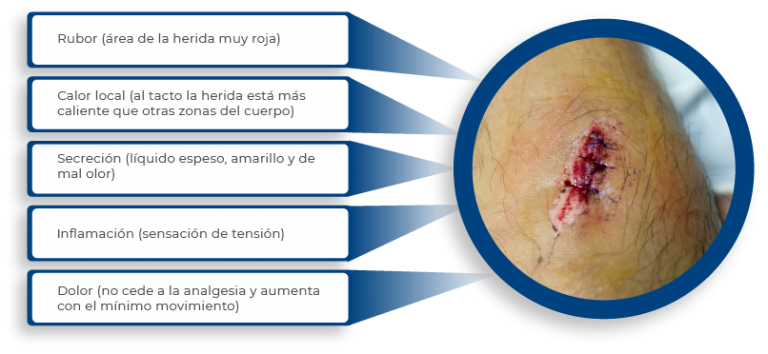 Rubor (área de la herida muy roja)
Calor local (al tacto la herida está más
caliente que otras zonas del cuerpo)
Secreción (líquido espeso, amarillo y de
mal olor)
Inflamación (sensación de tensión)
Dolor (no cede a la analgesia y aumenta
con el mínimo movimiento)